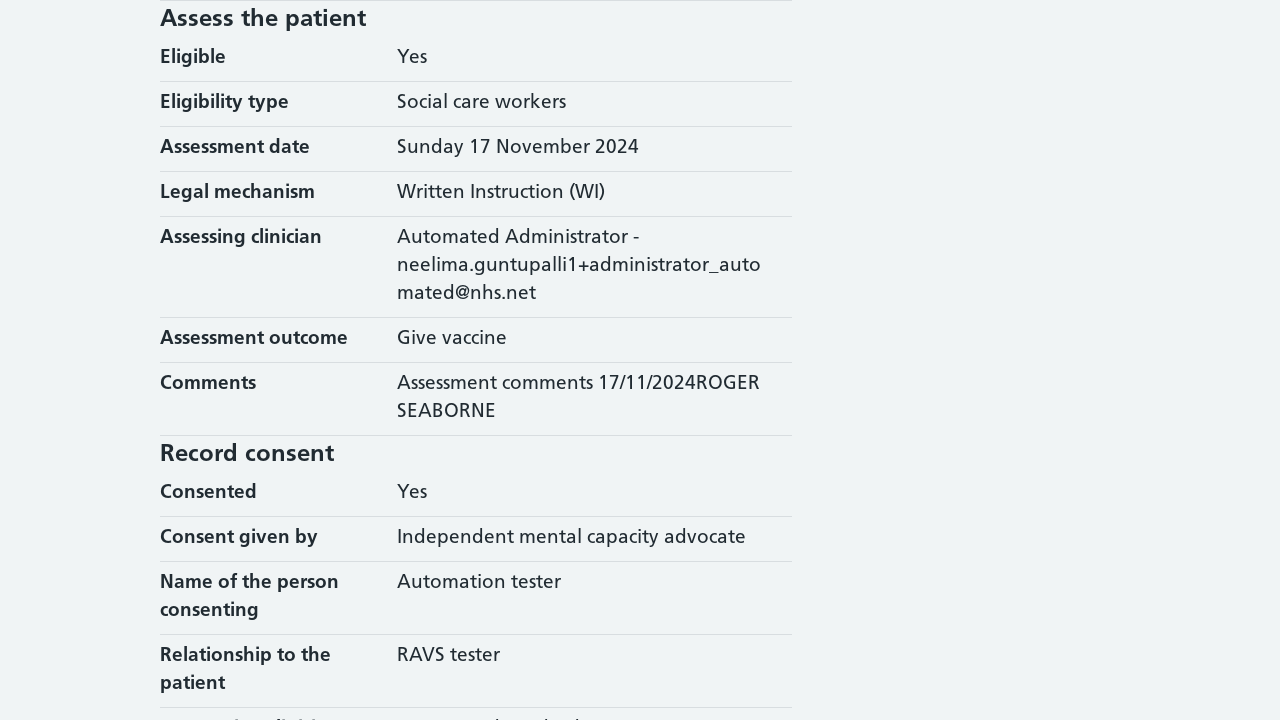 Assess the patient
Eligible Yes
Eligibility type Social care workers
Assessment date Sunday 17 November 2024
Legal mechanism Written Instruction (WI)
Assessing clinician Automated Administrator -
neelima.guntupalli1+administrator_auto
mated@nhs.net
Assessment outcome Give vaccine
Comments Assessment comments 17/11/2024ROGER
SEABORNE
Record consent
Consented Yes
Consent given by Independent mental capacity advocate
Name of the person Automation tester
consenting
Relationship to the RAVS tester
patient